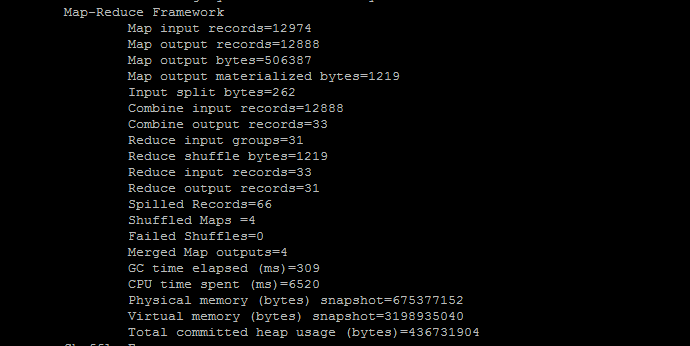 Map-Reduce Framework
Map input records=12974
Map output records=12888
Map output bytes=506387
Map output materialized bytes=1219
Input split bytes=262
Combine input records=12888
Combine output records=33
Reduce input groups=31
Reduce shuffle bytes=1219
Reduce input records=33
Reduce output records=31
Spilled Records=66
Shuffled Maps =4
Failed Shuffles=0
Merged Map outputs=4
GC time elapsed (ms)=309
CPU time spent (ms)=6520
Physical memory (bytes) snapshot=675377152
Virtual memory (bytes) snapshot=3198935040
Total committed heap usage (bytes)=436731904